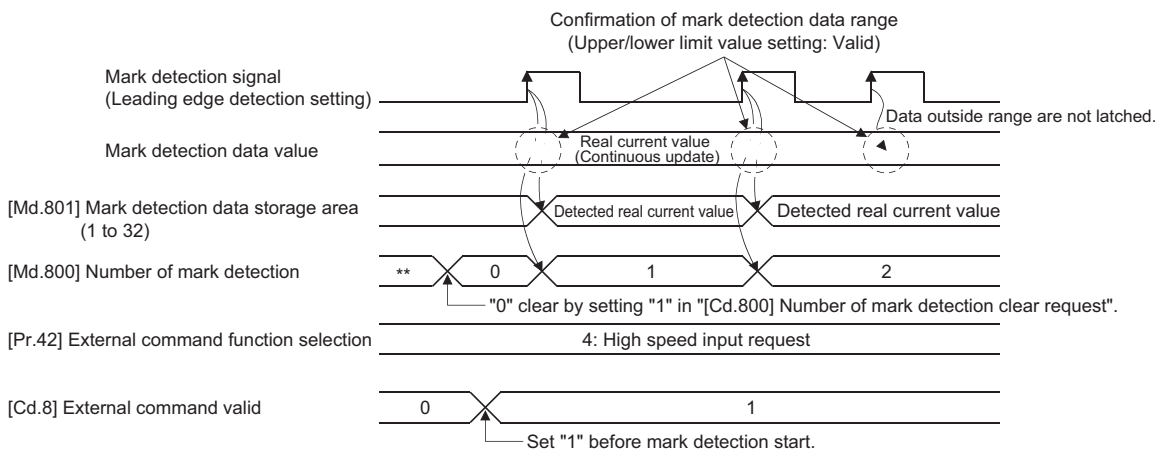 Confirmation of mark detection data range
(Upper/lower limit value setting: Valid)
Mark detection signal
(Leading edge detection setting)
Data outside range are not latched.
Mark detection data value
Real current value
(Continuous update)
[Md.801] Mark detection data storage area
(1 to 32)
Detected real current value
Detected real current value
[Md.800] Number of mark detection
**
0
1
2
"0" clear by setting "1" in "[Cd.800] Number of mark detection clear request".
[Pr.42] External command function selection
4: High speed input request
[Cd.8] External command valid
0
1
Set "1" before mark detection start.